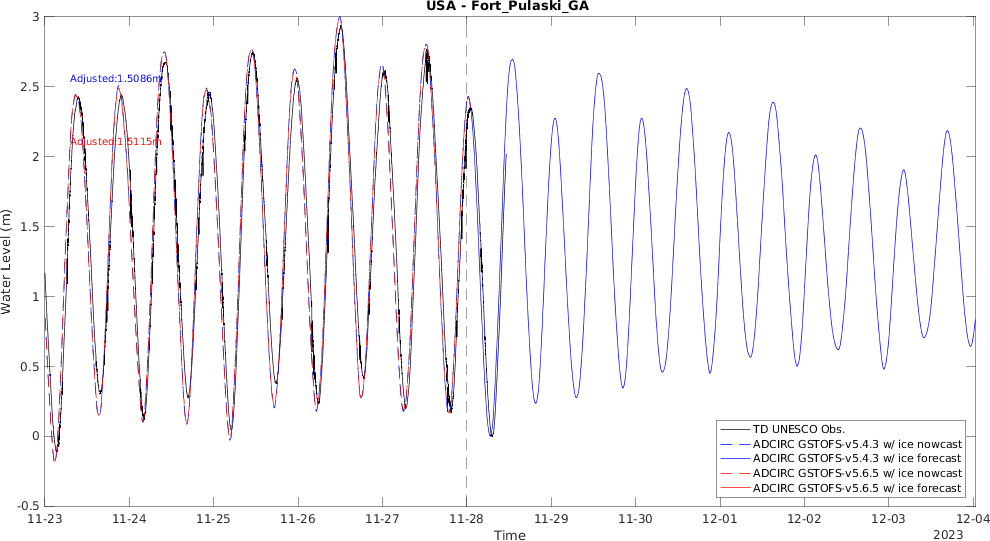 USA - Fort_Pulaski_GA
3
2.5
2
1.5
1
0.5
0
-0.5
Water Level (m)
Adjusted:1.5086m
Adjusted:1.5115m
TD UNESCO Obs.
ADCIRC GSTOFS-v5.4.3 w/ ice nowcast
ADCIRC GSTOFS-v5.4.3 w/ ice forecast
ADCIRC GSTOFS-v5.6.5 w/ ice nowcast
ADCIRC GSTOFS-v5.6.5 w/ ice forecast
11-23 11-24 11-25 11-26 11-27 11-28 11-29 11-30 12-01 12-02 12-03 12-04
Time
2023